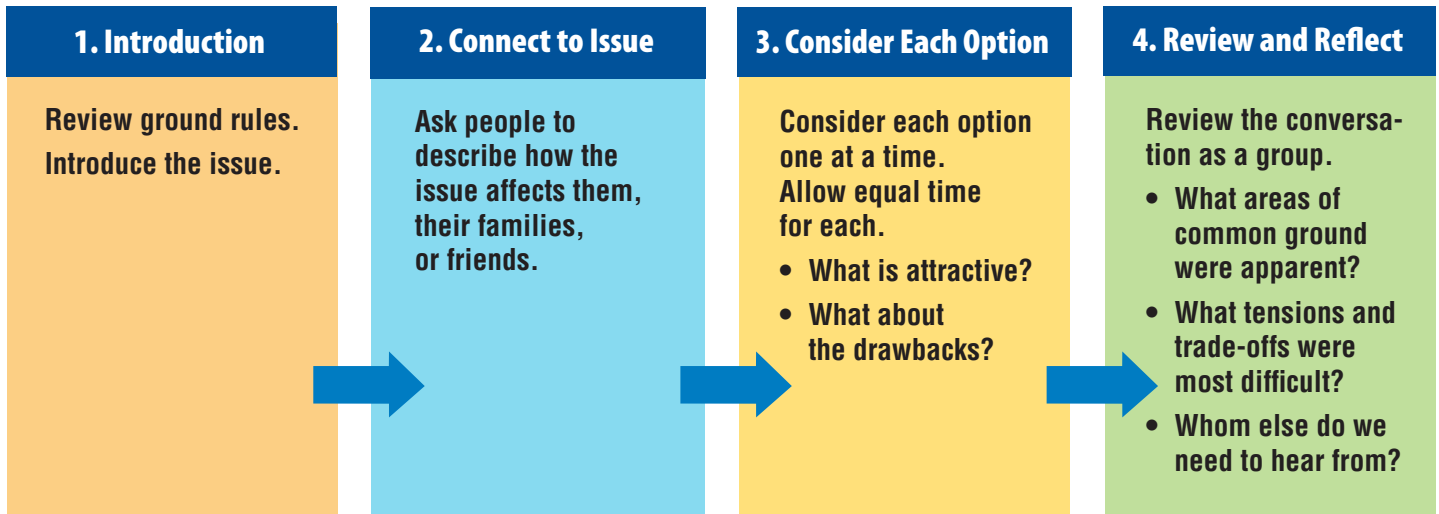 1. Introduction
Review ground rules.
Introduce the issue.
2. Connect to Issue
Ask people to
describe how the
issue affects them,
their families,
or friends.
3. Consider Each Option
Consider each option
one at a time.
Allow equal time
for each.
• What is attractive?
• What about
the drawbacks?
4. Review and Reflect
Review the conversa-
tion as a group.
• What areas of
common ground
were apparent?
• What tensions and
trade-offs were
most difficult?
• Whom else do we
need to hear from?